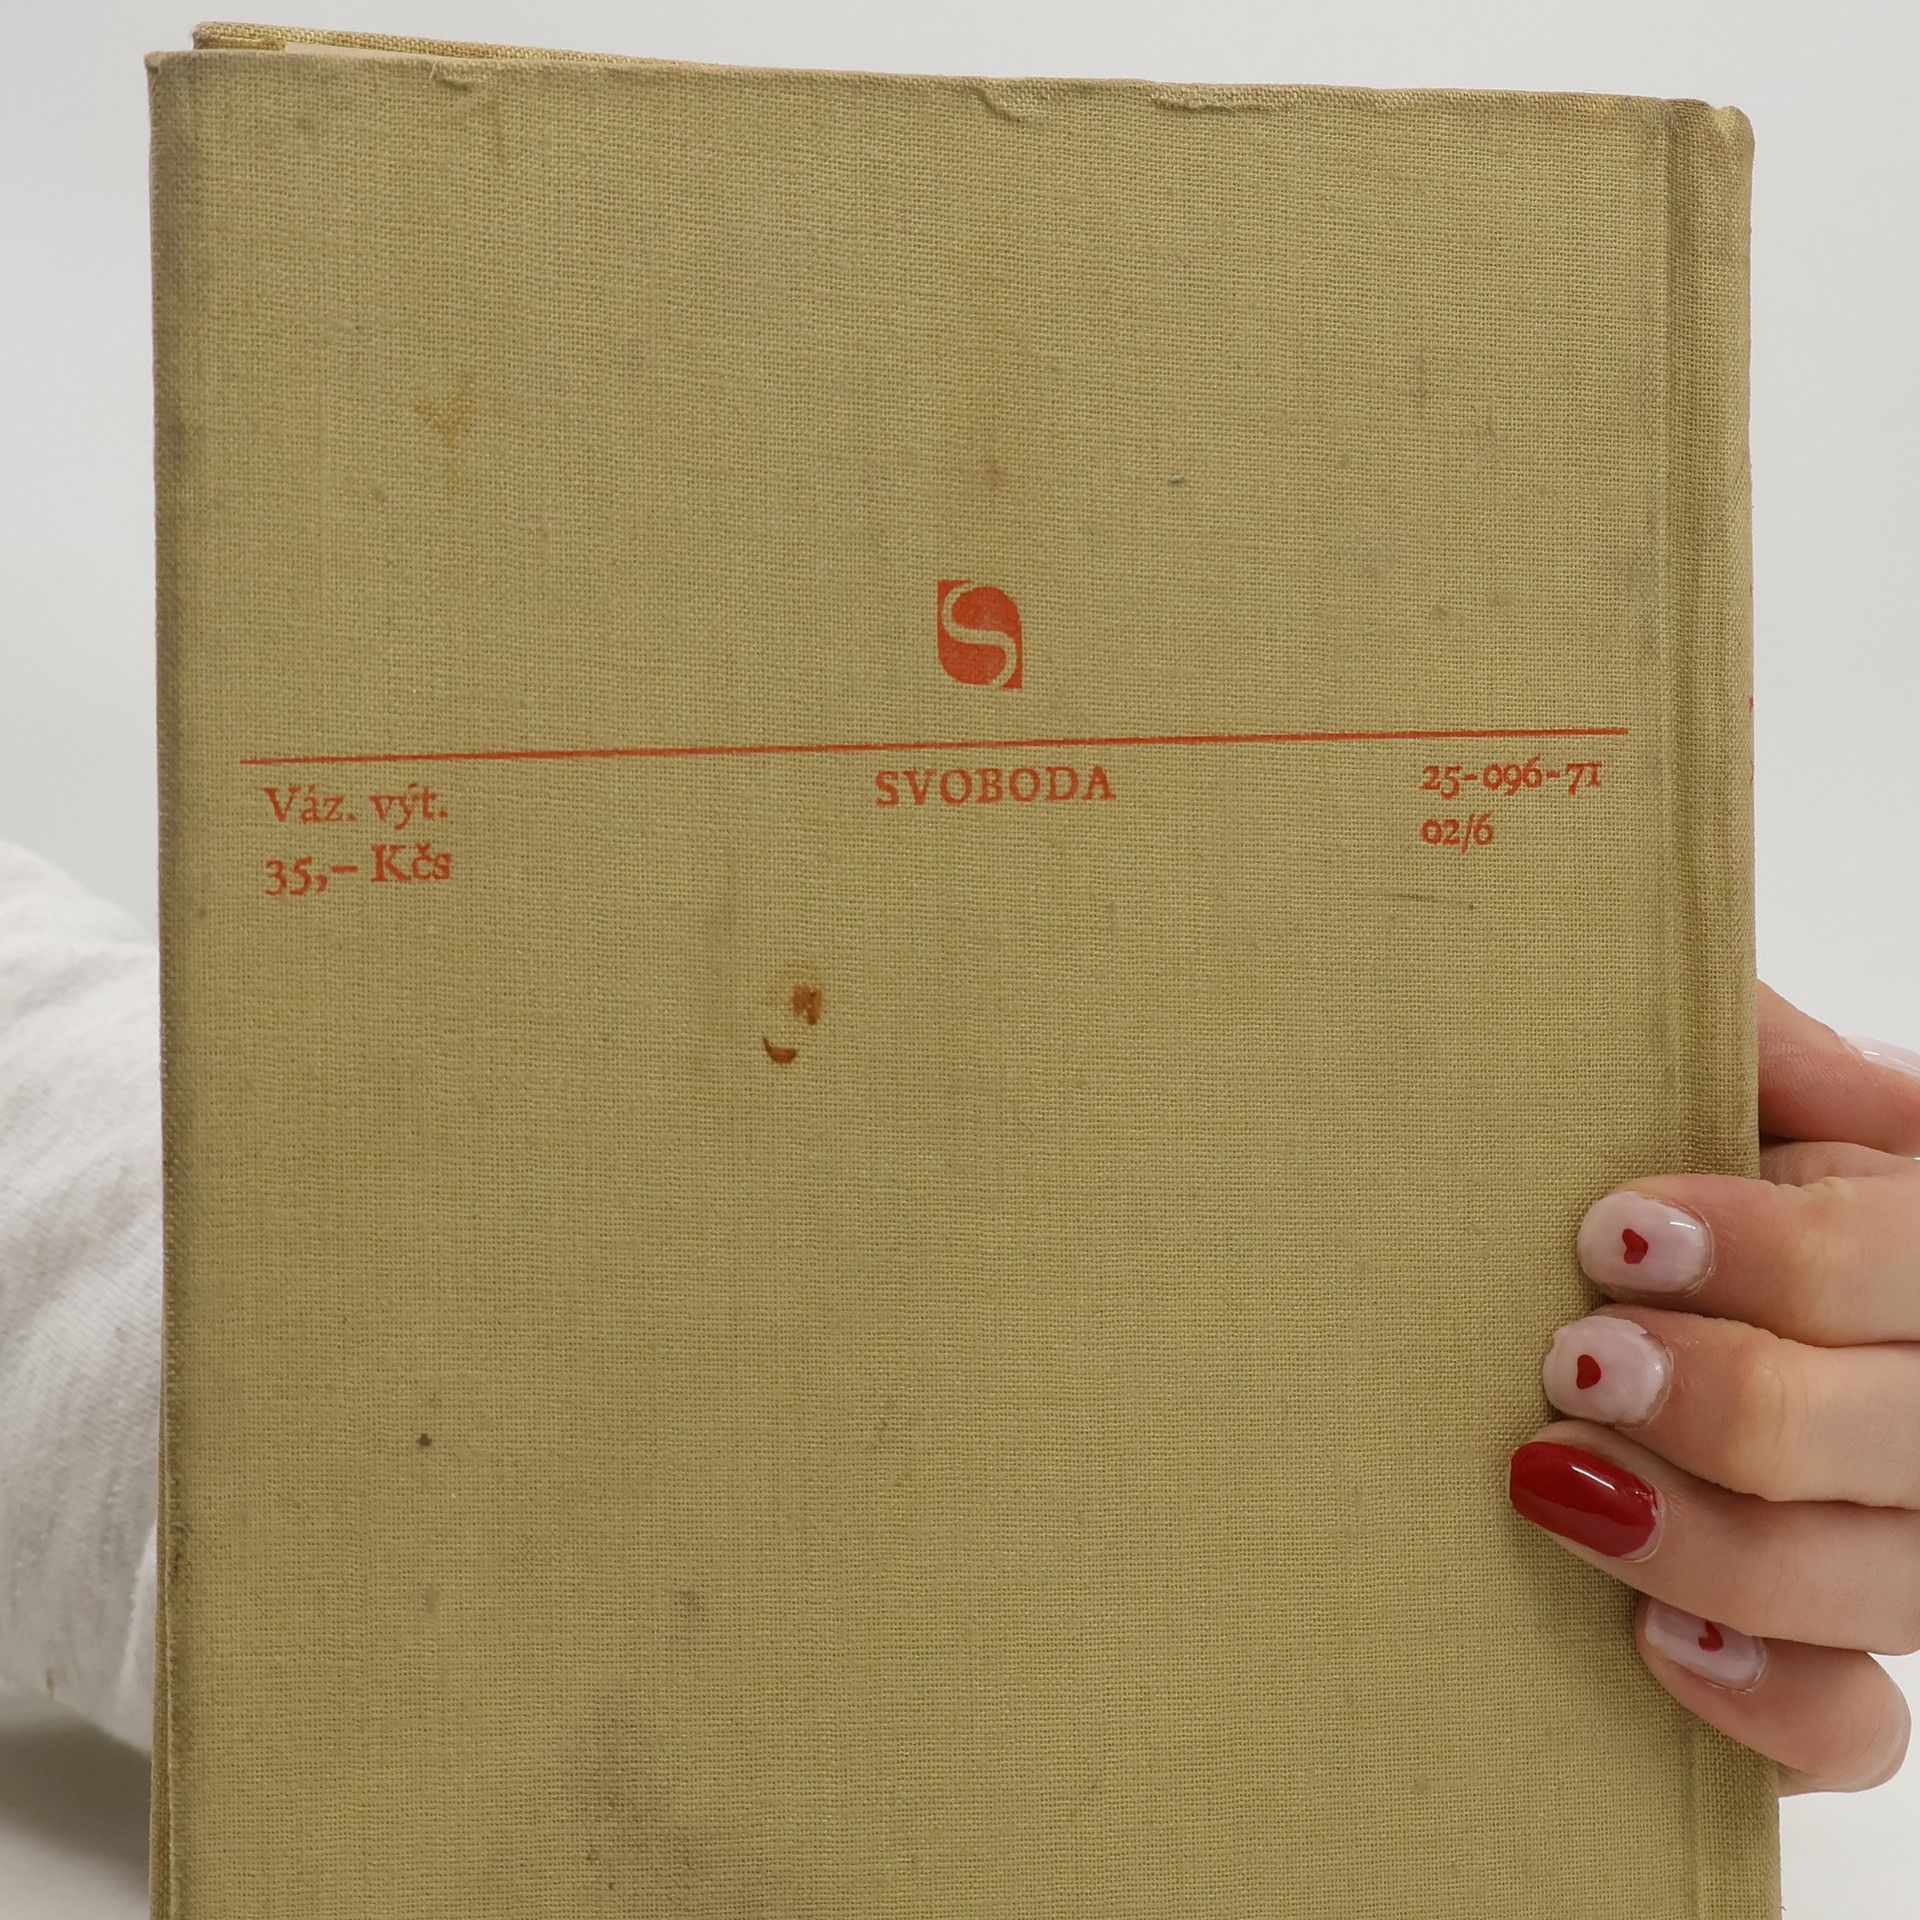 S
SVOBODA
Váz. výt.
35,– Kčs
25-096-71
02/6